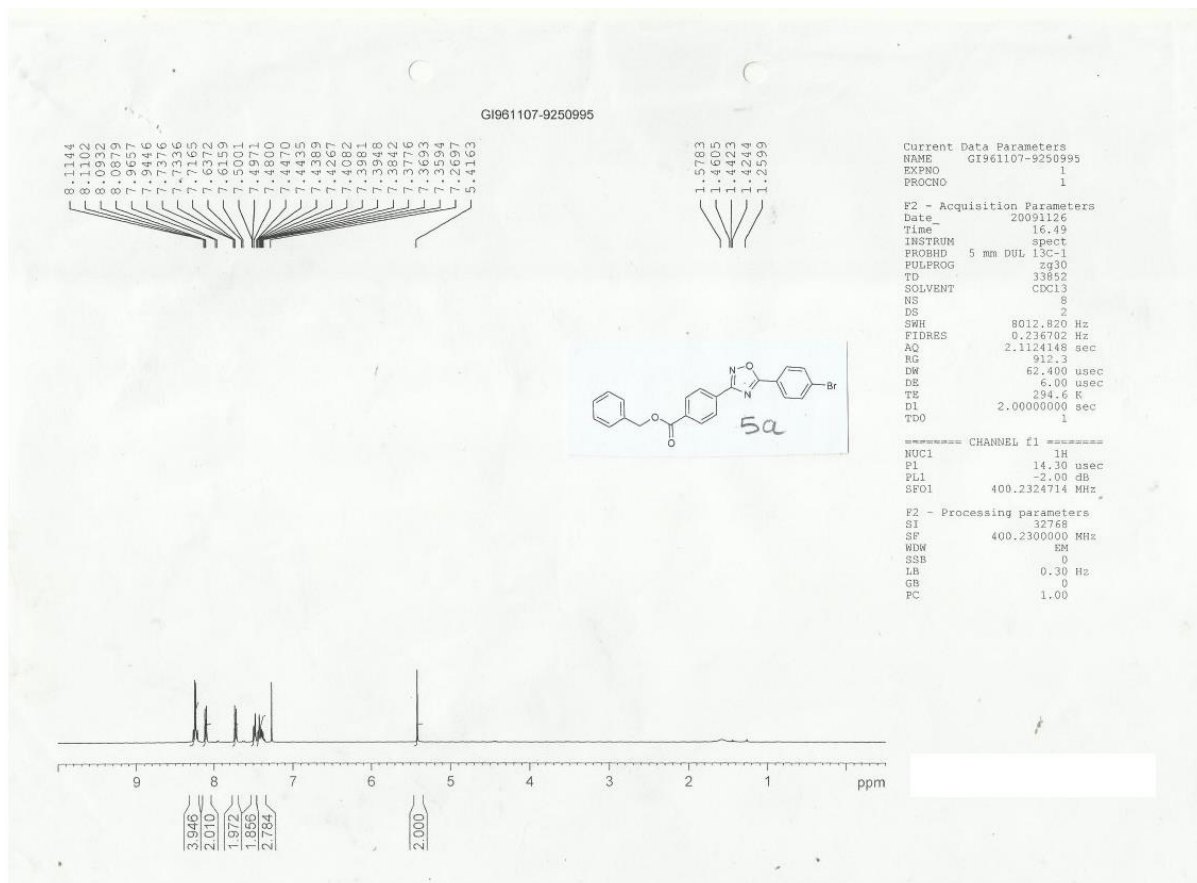 GI961107-9250995
8.1144
8.1102
8.0932
8.0879
7.9657
7.9446
7.7376
7.7336
7.7165
7.6372
7.6159
7.5001
7.4971
7.4800
7.4470
7.4435
7.4389
7.4267
7.4082
7.3981
7.3948
7.3842
7.3776
7.3693
7.3594
7.2697
5.4163
1.5783
1.4605
1.4423
1.4244
1.2599
Current Data Parameters
NAME GI961107-9250995
EXPNO 1
PROCNO 1
F2 - Acquisition Parameters
Date_ 20091126
Time 16.49
INSTRUM spect
PROBHD 5 mm DUL 13C-1
PULPROG zg30
TD 33852
SOLVENT CDCl3
NS 8
DS 2
SWH 8012.820 Hz
FIDRES 0.236702 Hz
AQ 2.1124148 sec
RG 912.3
DW 62.400 usec
DE 6.00 usec
TE 294.6 K
D1 2.00000000 sec
TD0 1
======== CHANNEL f1 ========
NUC1 1H
P1 14.30 usec
PL1 -2.00 dB
SFO1 400.2324714 MHz
F2 - Processing parameters
SI 32768
SF 400.2300000 MHz
WDW EM
SSB 0
LB 0.30 Hz
GB 0
PC 1.00
N O
N
Br
O
O
5a
9 8 7 6 5 4 3 2 1 ppm
3.946
2.010
1.972
1.856
2.784
2.000